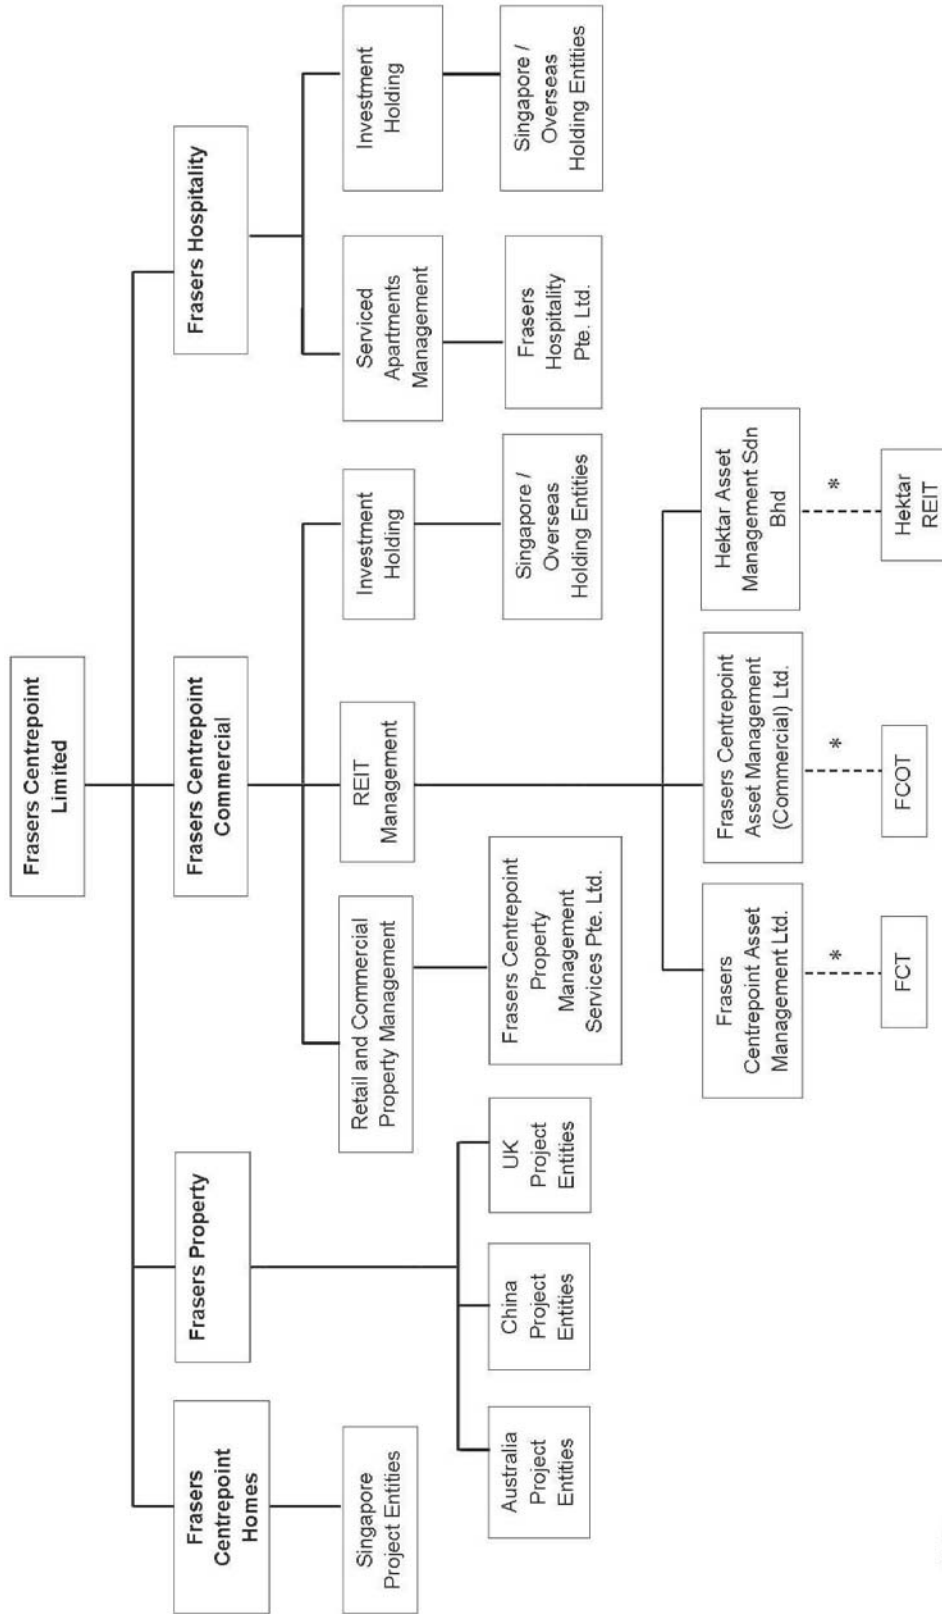 Frasers Centrepoint
Limited
Frasers
Centrepoint
Homes
Frasers Property
Frasers Centrepoint
Commercial
Frasers Hospitality
Singapore
Project Entities
Retail and Commercial
Property Management
REIT
Management
Investment
Holding
Serviced
Apartments
Management
Investment
Holding
Australia
Project
Entities
China
Project
Entities
UK
Project
Entities
Frasers Centrepoint
Property
Management
Services Pte. Ltd.
Singapore /
Overseas
Holding Entities
Frasers
Hospitality
Pte. Ltd.
Singapore /
Overseas
Holding Entities
Frasers
Centrepoint Asset
Management Ltd.
Frasers Centrepoint
Asset Management
(Commercial) Ltd.
Hektar Asset
Management Sdn
Bhd
*
*
*
FCT
FCOT
Hektar
REIT